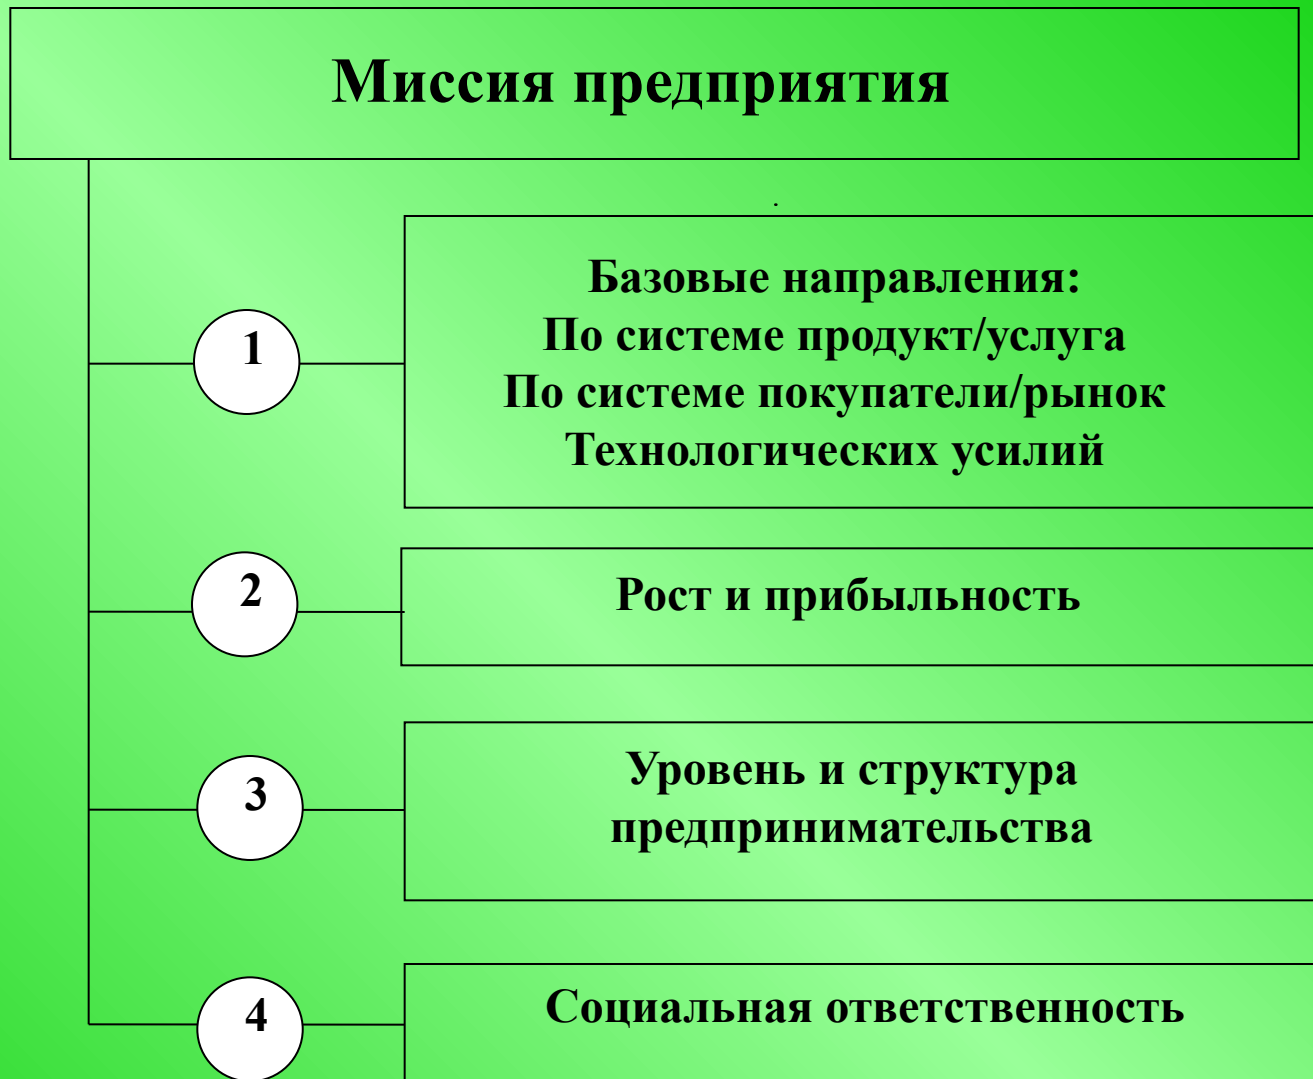 Миссия предприятия
.
1
Базовые направления:
По системе продукт/услуга
По системе покупатели/рынок
Технологических усилий
2
Рост и прибыльность
3
Уровень и структура
предпринимательства
4
Социальная ответственность